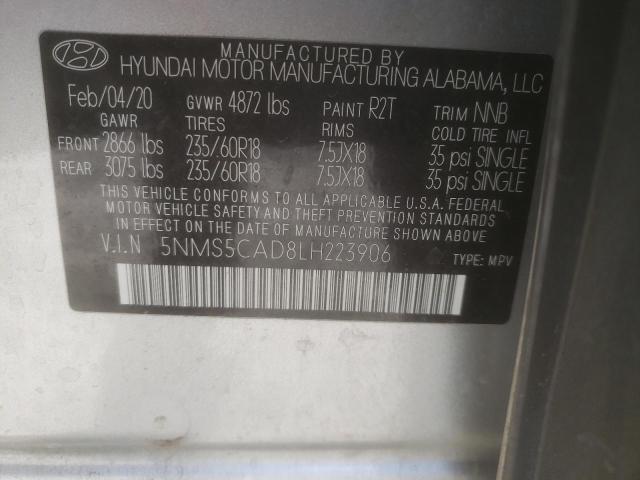 MANUFACTURED BY
HYUNDAI MOTOR MANUFACTURING ALABAMA, LLC
Feb/04/20 GVWR 4872 lbs PAINT R2T TRIM NNB
GAWR TIRES RIMS COLD TIRE INFL
FRONT 2866 lbs 235/60R18 7.5JX18 35 psi SINGLE
REAR 3075 lbs 235/60R18 7.5JX18 35 psi SINGLE
THIS VEHICLE CONFORMS TO ALL APPLICABLE U.S.A. FEDERAL
MOTOR VEHICLE SAFETY AND THEFT PREVENTION STANDARDS
IN EFFECT ON THE DATE OF MANUFACTURE SHOWN ABOVE.
V.I.N 5NMS5CAD8LH223906
TYPE: MPV